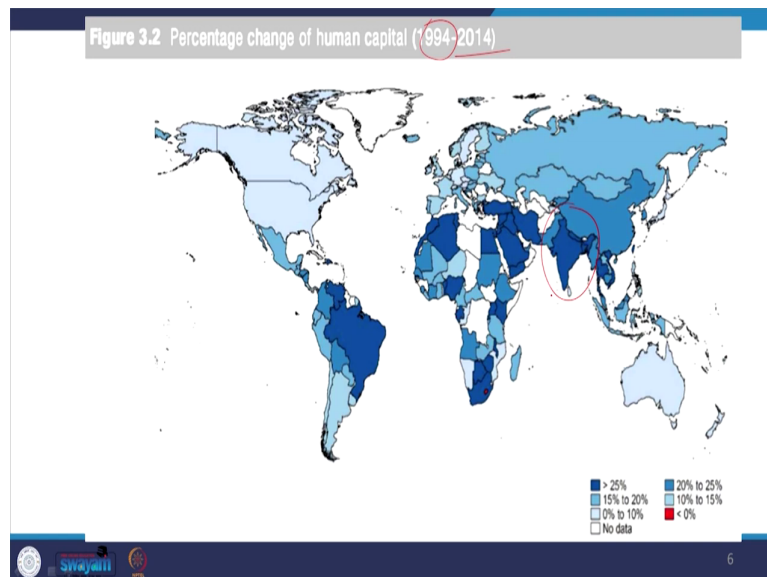 Figure 3.2 Percentage change of human capital (1994-2014)
> 25%
20% to 25%
15% to 20%
10% to 15%
0% to 10%
< 0%
No data
swayam
6